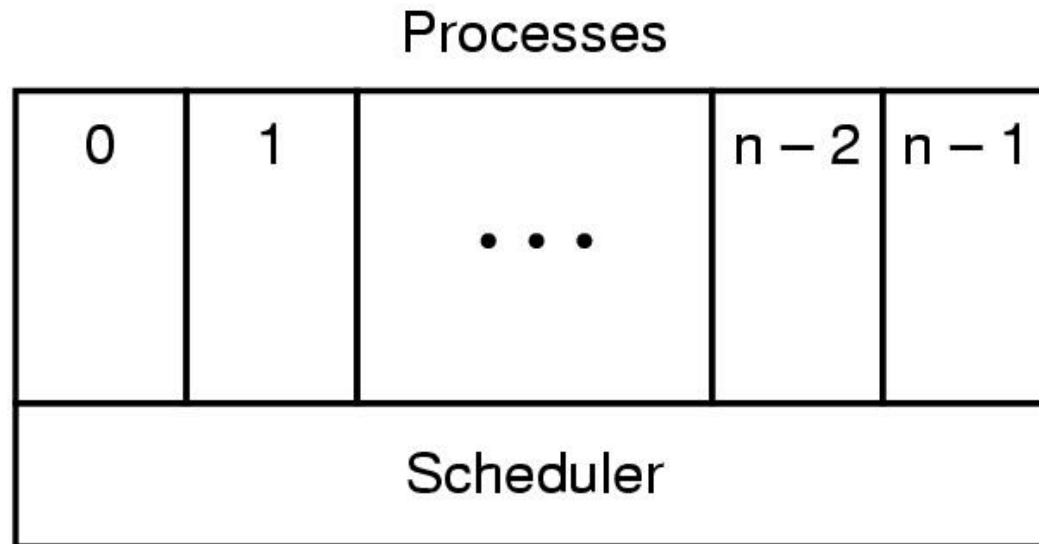 Processes
0 1 • • • n – 2 n – 1
Scheduler